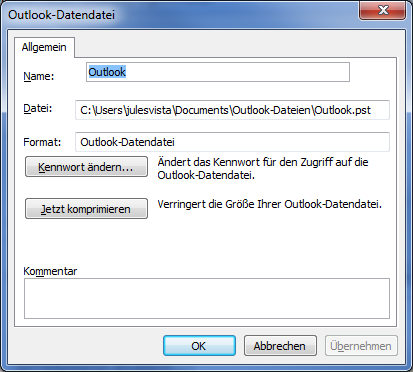 Outlook-Datendatei
Allgemein
Name: Outlook
Datei: C:\Users\julesvista\Documents\Outlook-Dateien\Outlook.pst
Format: Outlook-Datendatei
Kennwort ändern... Ändert das Kennwort für den Zugriff auf die
Outlook-Datendatei.
Jetzt komprimieren Verringert die Größe Ihrer Outlook-Datendatei.
Kommentar
OK Abbrechen Übernehmen